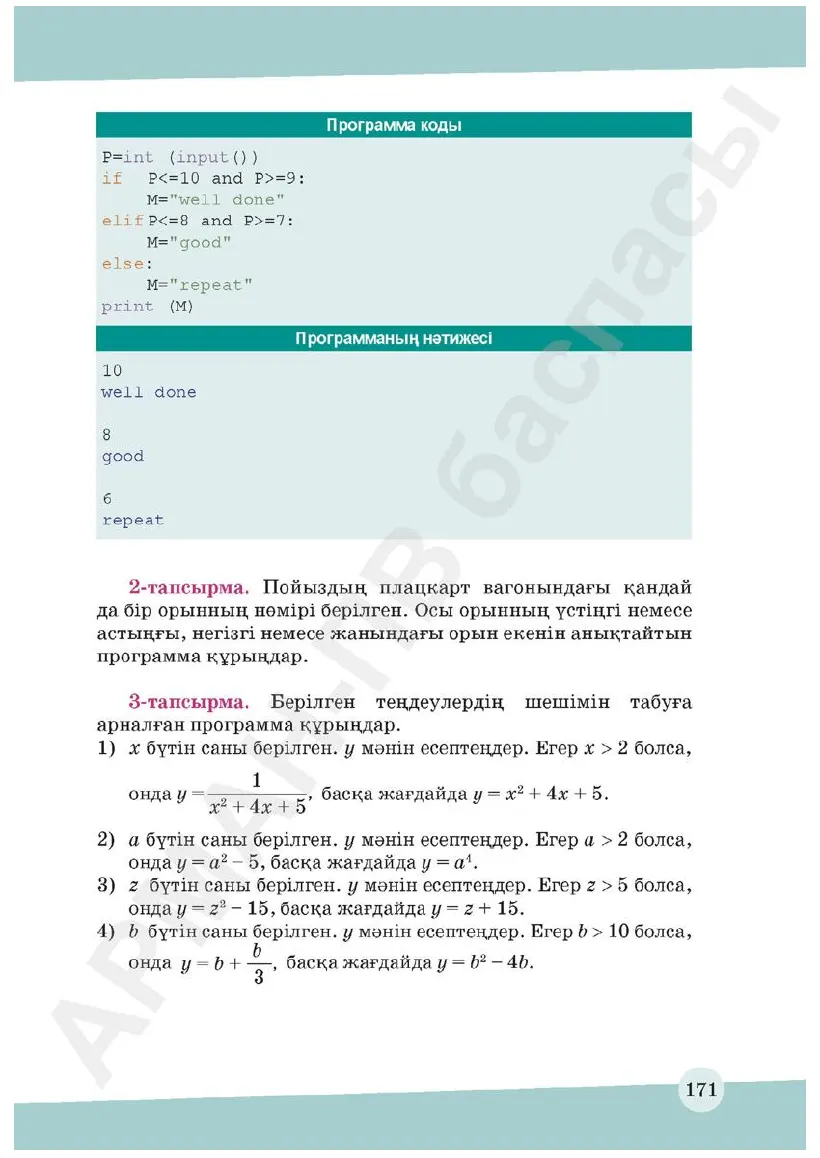 Программа коды
P=int (input())
if P<=10 and P>=9:
M="well done"
elif P<=8 and P>=7:
M="good"
else:
M="repeat"
print (M)
Программаның нәтижесі
10
well done
8
good
6
repeat
2-тапсырма. Пойыздың плацкарт вагонындағы қандай
да бір орынның нөмірі берілген. Осы орынның үстіңгі немесе
астыңғы, негізгі немесе жанындағы орын екенін анықтайтын
программа құрыңдар.
3-тапсырма. Берілген теңдеулердің шешімін табуға
арналған программа құрыңдар.
1) x бүтін саны берілген. y мәнін есептеңдер. Егер x > 2 болса,
онда y = 1/(x² + 4x + 5), басқа жағдайда y = x² + 4x + 5.
2) a бүтін саны берілген. y мәнін есептеңдер. Егер a > 2 болса,
онда y = a² – 5, басқа жағдайда y = a⁴.
3) z бүтін саны берілген. y мәнін есептеңдер. Егер z > 5 болса,
онда y = z² – 15, басқа жағдайда y = z + 15.
4) b бүтін саны берілген. y мәнін есептеңдер. Егер b > 10 болса,
онда y = b + b/3, басқа жағдайда y = b² – 4b.
171
АРМАН-ПВ баспасы